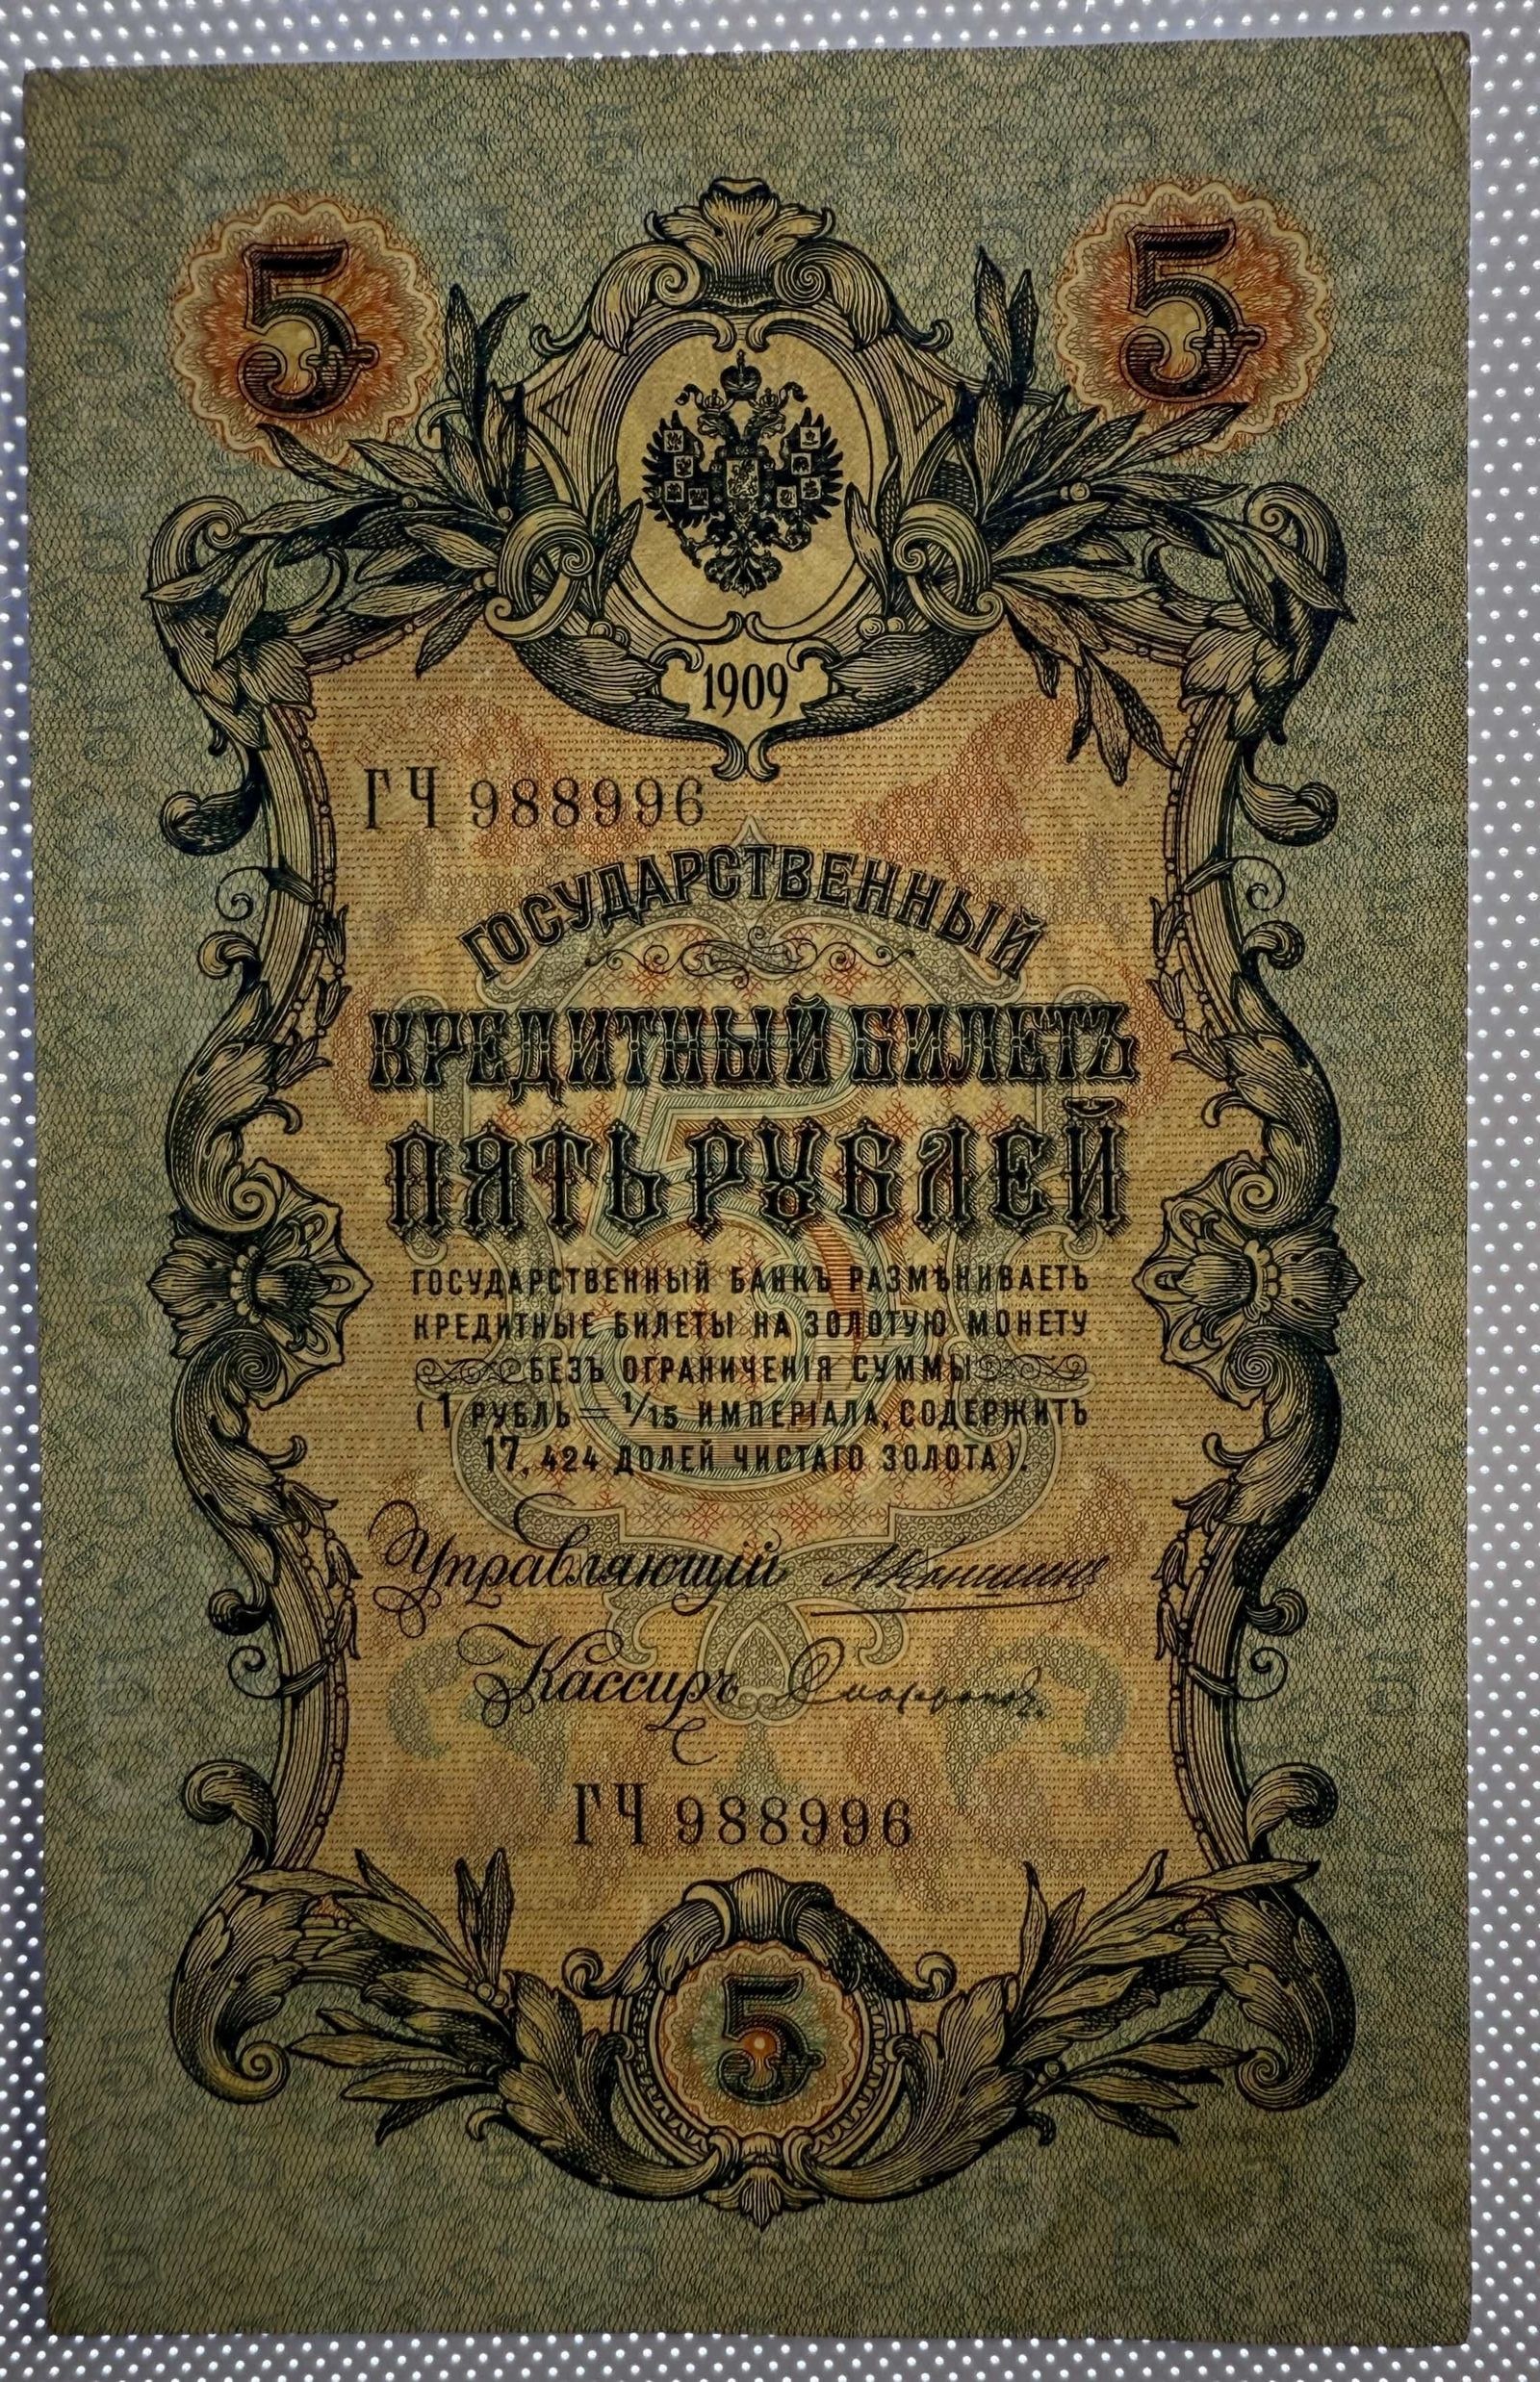 5 5
1909
ГЧ 988996
ГОСУДАРСТВЕННЫЙ
КРЕДИТНЫЙ БИЛЕТЪ
ПЯТЬ РУБЛЕЙ
ГОСУДАРСТВЕННЫЙ БАНКЪ РАЗМѢНИВАЕТЪ
КРЕДИТНЫЕ БИЛЕТЫ НА ЗОЛОТУЮ МОНЕТУ
БЕЗЪ ОГРАНИЧЕНІЯ СУММЫ
(1 РУБЛЬ = 1/15 ИМПЕРІАЛА, СОДЕРЖИТЪ
17,424 ДОЛЕЙ ЧИСТАГО ЗОЛОТА).
Управляющій
Кассиръ
ГЧ 988996
5